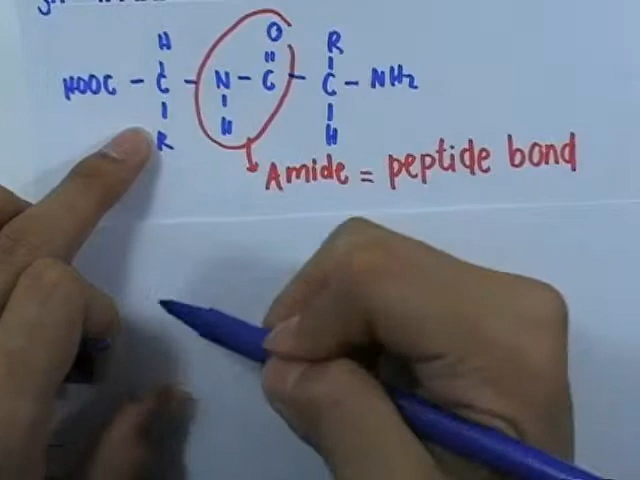 H O R
HOOC - C - N - C - C - NH2
R H H
Amide = peptide bond